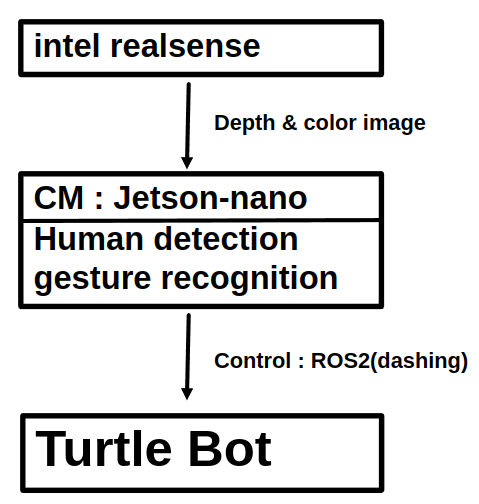 intel realsense
Depth & color image
CM : Jetson-nano
Human detection
gesture recognition
Control : ROS2(dashing)
Turtle Bot